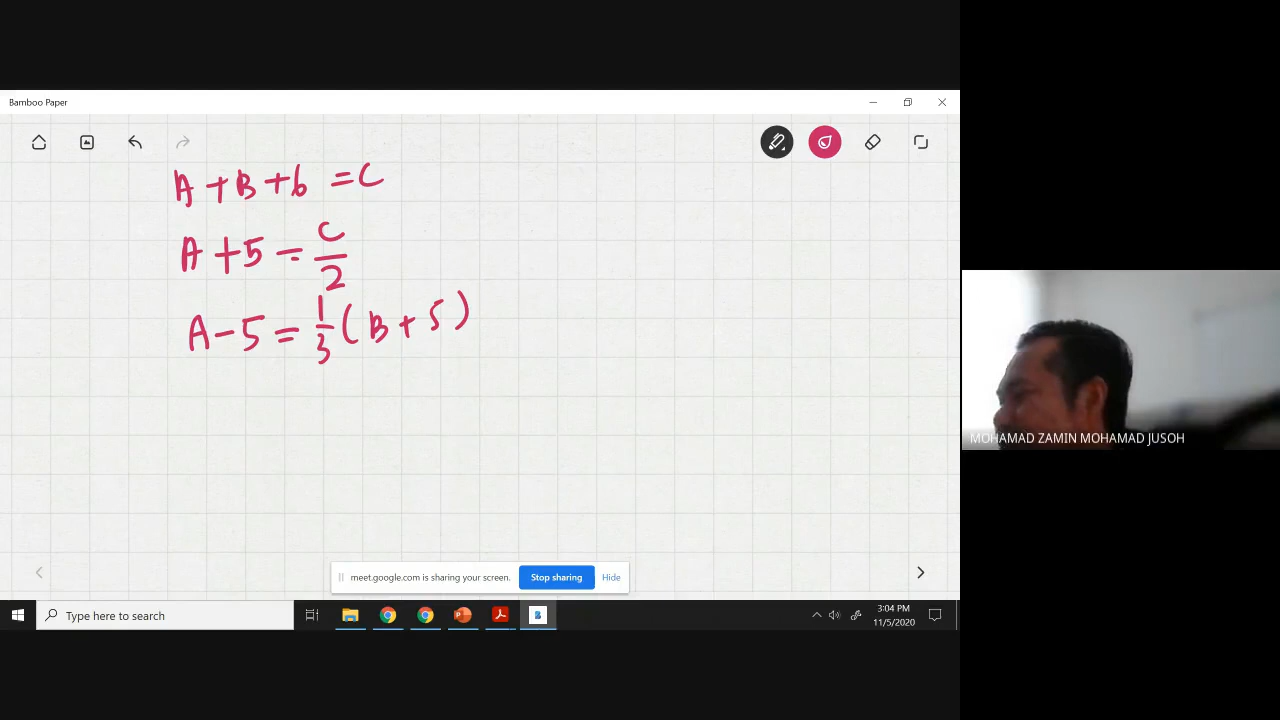 Bamboo Paper
A + B + 6 = C
A + 5 = C/2
A - 5 = 1/3 ( B + 5 )
MOHAMAD ZAMIN MOHAMAD JUSOH
meet.google.com is sharing your screen. Stop sharing Hide
Type here to search
3:04 PM
11/5/2020